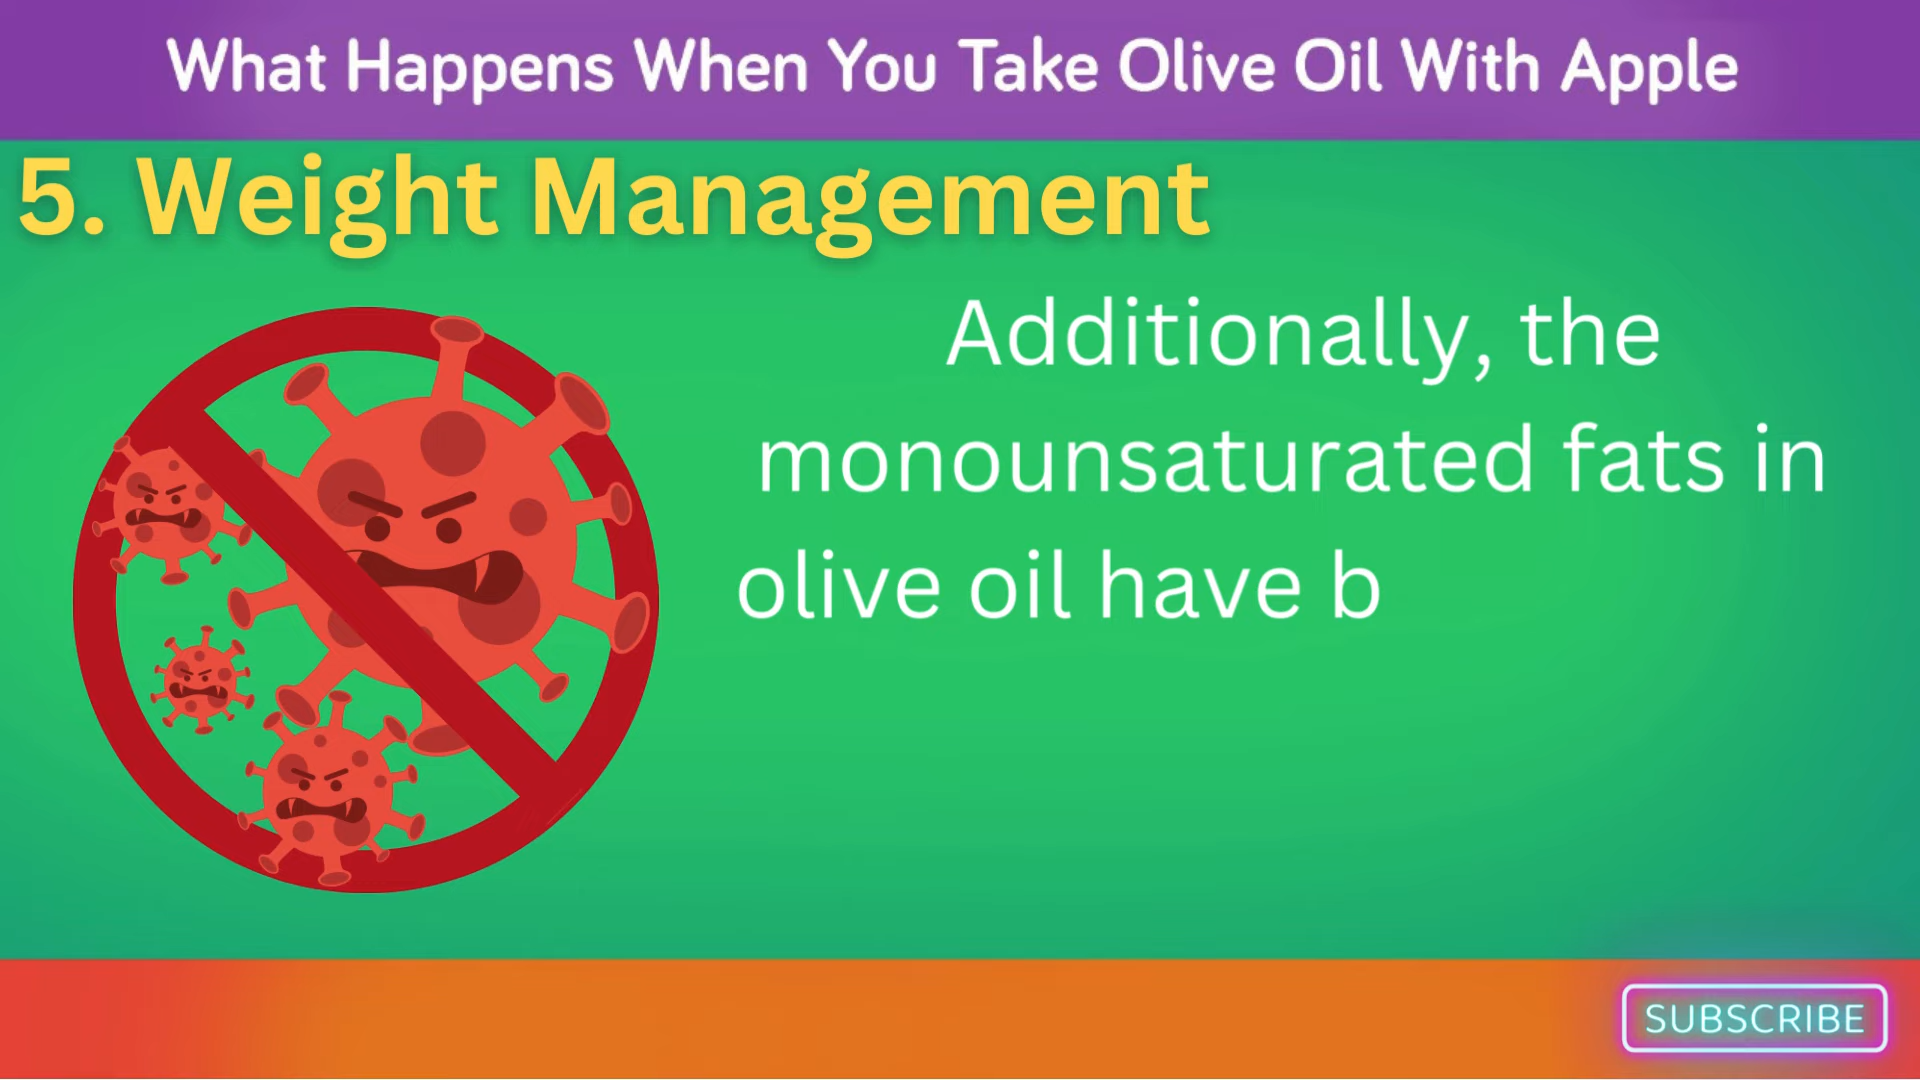 What Happens When You Take Olive Oil With Apple
5. Weight Management
Additionally, the
monounsaturated fats in
olive oil have b
SUBSCRIBE